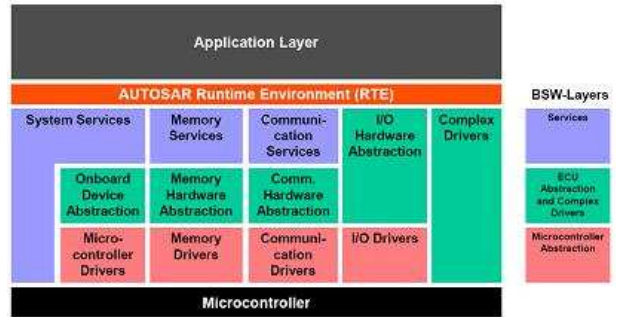 Application Layer
AUTOSAR Runtime Environment (RTE)
BSW-Layers
System Services
Memory
Services
Communi-
cation
Services
I/O
Hardware
Abstraction
Complex
Drivers
Services
Onboard
Device
Abstraction
Memory
Hardware
Abstraction
Comm.
Hardware
Abstraction
ECU
Abstraction
and Complex
Drivers
Micro-
controller
Drivers
Memory
Drivers
Communi-
cation
Drivers
I/O Drivers
Microcontroller
Abstraction
Microcontroller